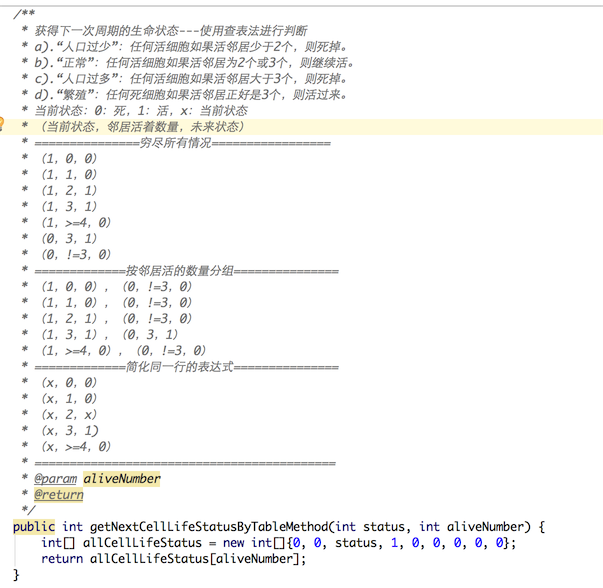 /**
 * 获得下一次周期的生命状态---使用查表法进行判断
 * a).“人口过少”：任何活细胞如果活邻居少于2个，则死掉。
 * b).“正常”：任何活细胞如果活邻居为2个或3个，则继续活。
 * c).“人口过多”：任何活细胞如果活邻居大于3个，则死掉。
 * d).“繁殖”：任何死细胞如果活邻居正好是3个，则活过来。
 * 当前状态：0：死，1：活，x：当前状态
 * （当前状态，邻居活着数量，未来状态）
 * ===============穷尽所有情况=================
 * （1，0，0）
 * （1，1，0）
 * （1，2，1）
 * （1，3，1）
 * （1，>=4，0）
 * （0，3，1）
 * （0，!=3，0）
 * =============按邻居活的数量分组===============
 * （1，0，0），（0，!=3，0）
 * （1，1，0），（0，!=3，0）
 * （1，2，1），（0，!=3，0）
 * （1，3，1），（0，3，1）
 * （1，>=4，0），（0，!=3，0）
 * =============简化同一行的表达式===============
 * （x，0，0）
 * （x，1，0）
 * （x，2，x）
 * （x，3，1)
 * （x，>=4，0）
 * ===========================================
 * @param aliveNumber
 * @return
 */
public int getNextCellLifeStatusByTableMethod(int status, int aliveNumber) {
    int[] allCellLifeStatus = new int[]{0, 0, status, 1, 0, 0, 0, 0, 0};
    return allCellLifeStatus[aliveNumber];
}